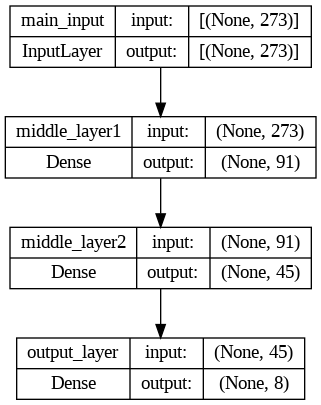 main_input input: [(None, 273)]
InputLayer output: [(None, 273)]
middle_layer1 input: (None, 273)
Dense output: (None, 91)
middle_layer2 input: (None, 91)
Dense output: (None, 45)
output_layer input: (None, 45)
Dense output: (None, 8)